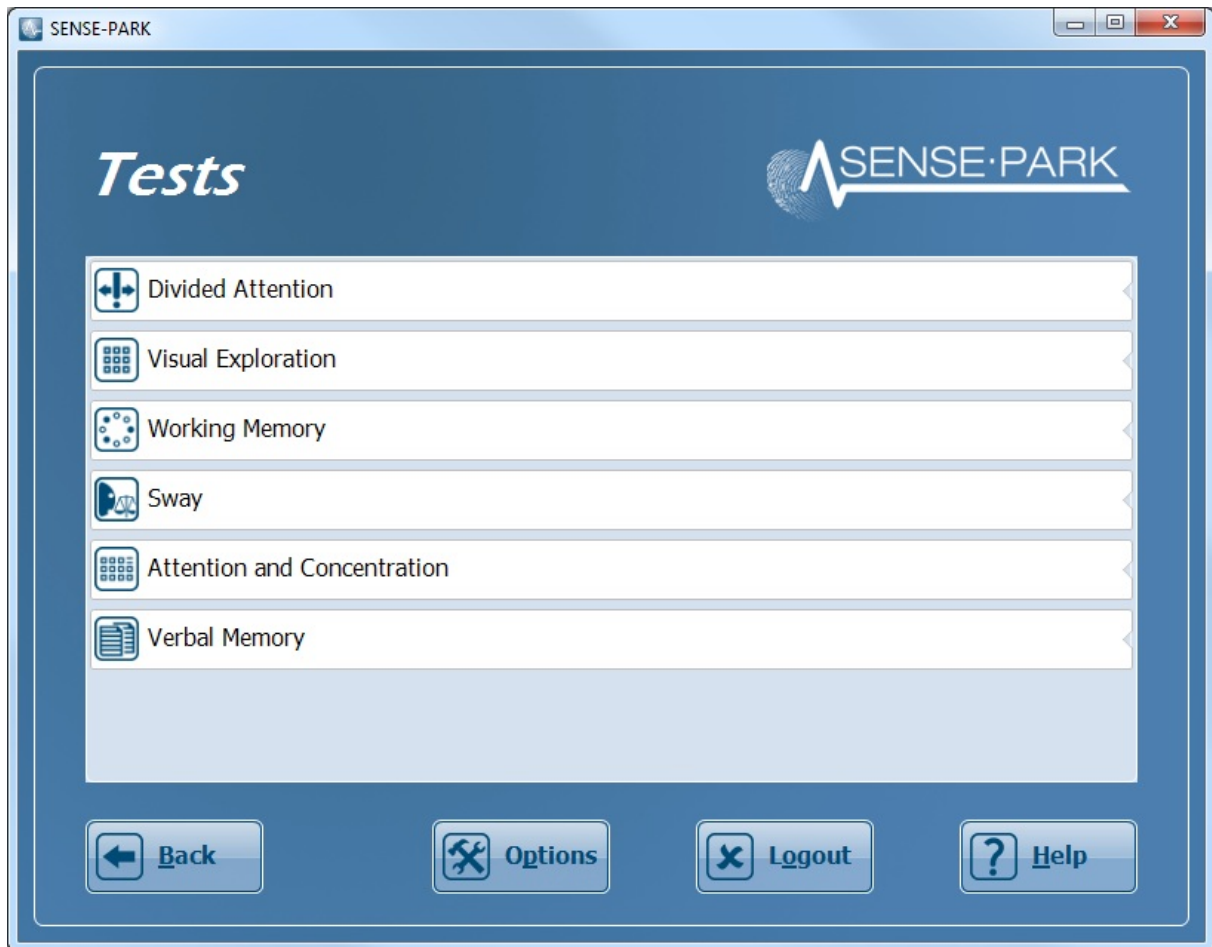 SENSE-PARK
Tests
SENSE·PARK
Divided Attention
Visual Exploration
Working Memory
Sway
Attention and Concentration
Verbal Memory
Back
Options
Logout
Help